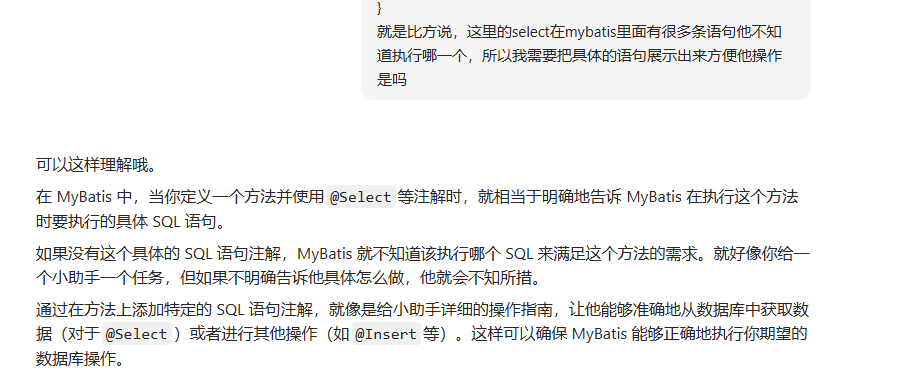 }
就是比方说，这里的select在mybatis里面有很多条语句他不知
道执行哪一个，所以我需要把具体的语句展示出来方便他操作
是吗
可以这样理解哦。
在 MyBatis 中，当你定义一个方法并使用 @Select 等注解时，就相当于明确地告诉 MyBatis 在执行这个方法
时要执行的具体 SQL 语句。
如果没有这个具体的 SQL 语句注解，MyBatis 就不知道该执行哪个 SQL 来满足这个方法的需求。就好像你给一
个小助手一个任务，但如果不明确告诉他具体怎么做，他就会不知所措。
通过在方法上添加特定的 SQL 语句注解，就像是给小助手详细的操作指南，让他能够准确地从数据库中获取数
据（对于 @Select ）或者进行其他操作（如 @Insert 等）。这样可以确保 MyBatis 能够正确地执行你期望的
数据库操作。